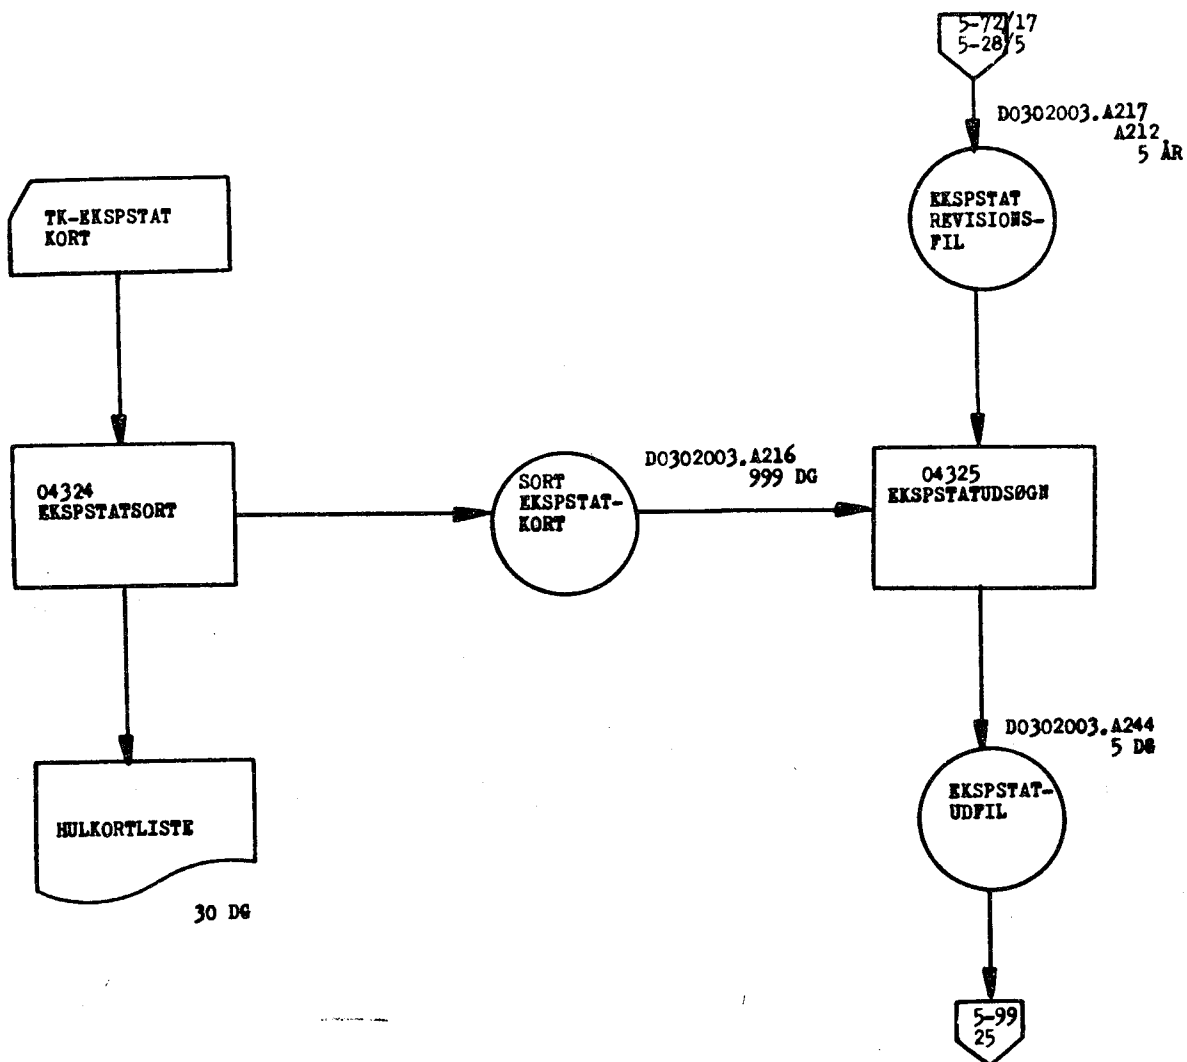 5-72/17
5-28/5
D0302003.A217
A212
5 ÅR
EKSPSTAT
REVISIONS-
FIL
TK-EKSPSTAT
KORT
04324
EKSPSTATSORT
SORT
EKSPSTAT-
KORT
D0302003.A216
999 DG
04325
EKSPSTATUDSØGN
HULKORTLISTE
30 DG
D0302003.A244
5 DG
EKSPSTAT-
UDFIL
5-99
25